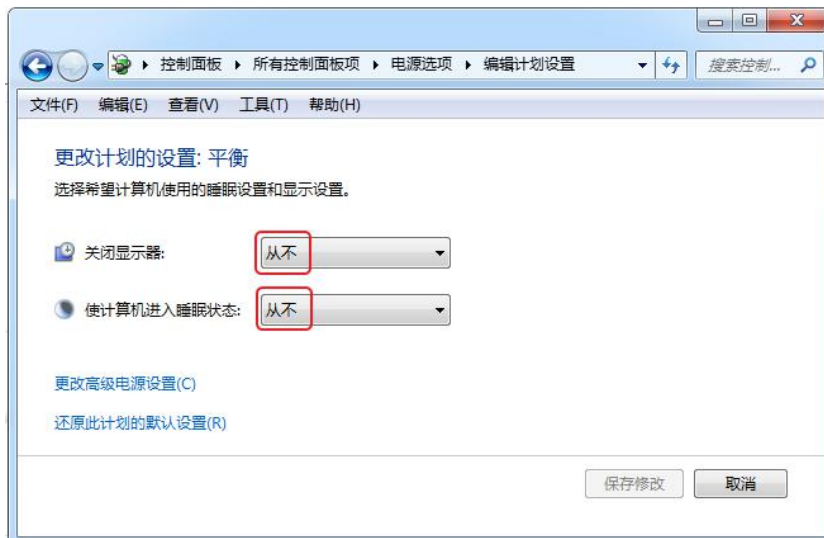 控制面板 所有控制面板项 电源选项 编辑计划设置 搜索控制...
文件(F) 编辑(E) 查看(V) 工具(T) 帮助(H)
更改计划的设置: 平衡
选择希望计算机使用的睡眠设置和显示设置。
关闭显示器: 从不
使计算机进入睡眠状态: 从不
更改高级电源设置(C)
还原此计划的默认设置(R)
保存修改 取消